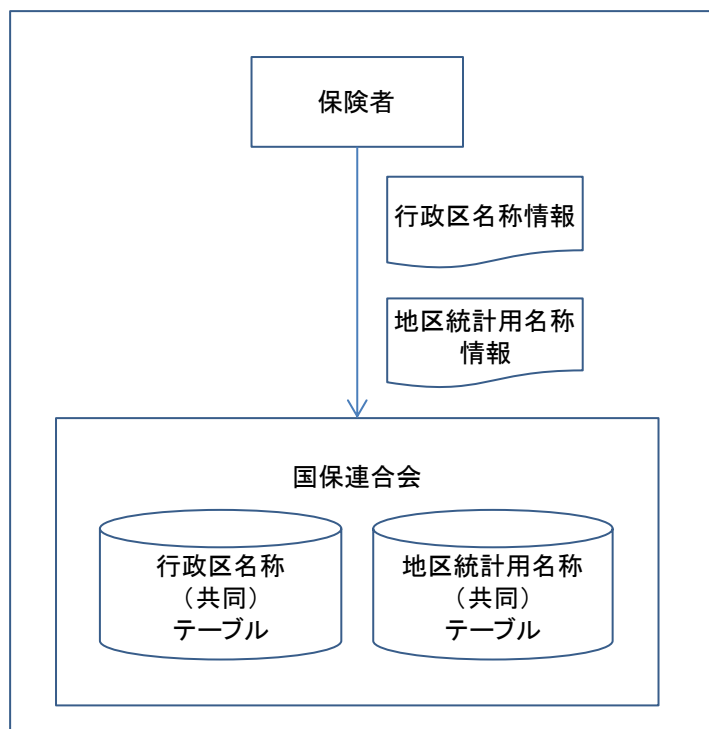 保険者
行政区名称情報
地区統計用名称
情報
国保連合会
行政区名称
（共同）
テーブル
地区統計用名称
（共同）
テーブル